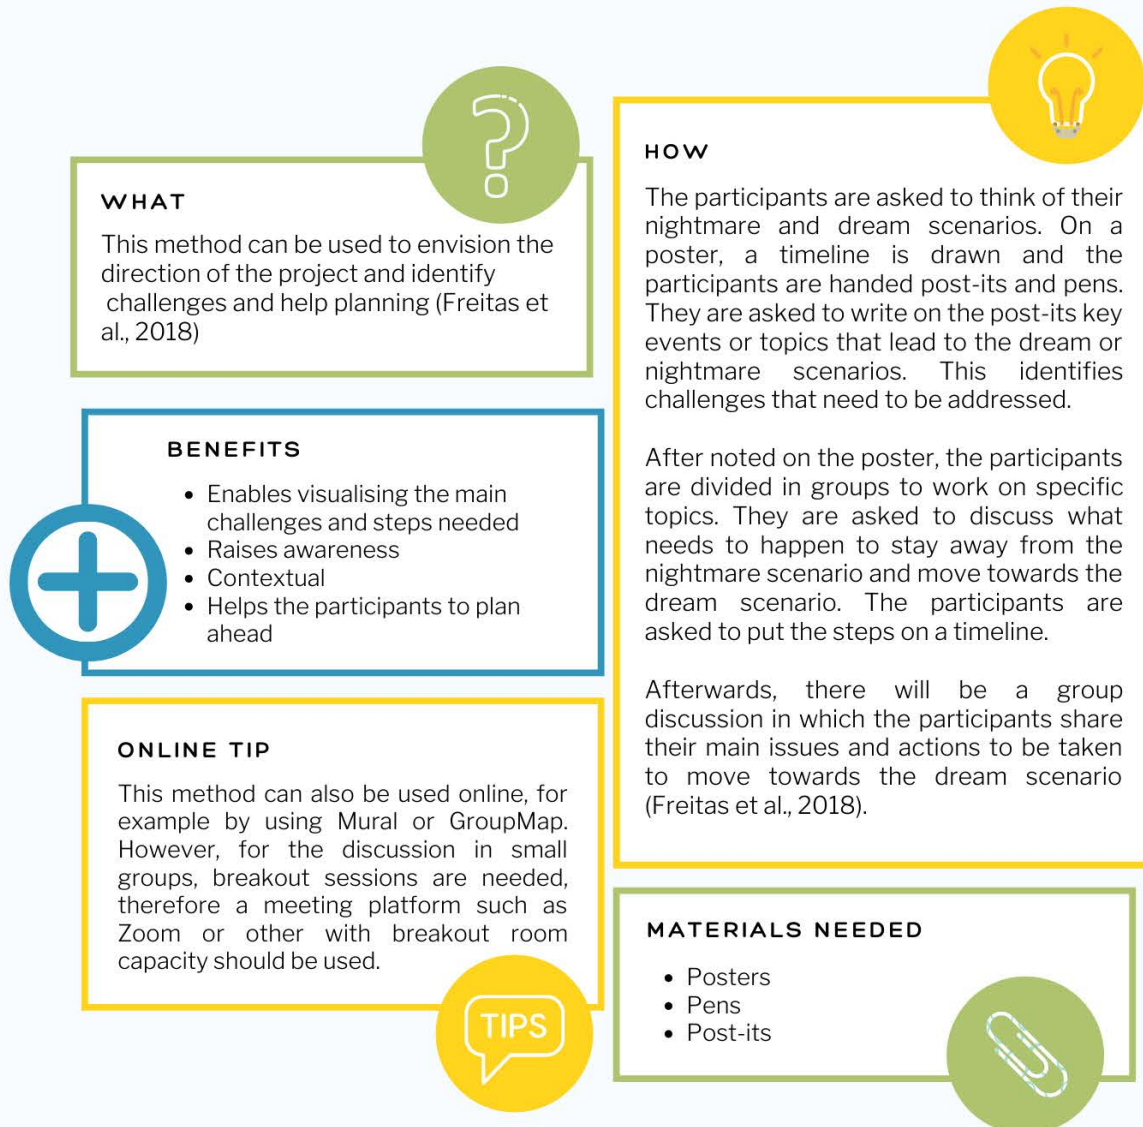 WHAT
This method can be used to envision the
direction of the project and identify
challenges and help planning (Freitas et
al., 2018)
BENEFITS
• Enables visualising the main
challenges and steps needed
• Raises awareness
• Contextual
• Helps the participants to plan
ahead
ONLINE TIP
This method can also be used online, for
example by using Mural or GroupMap.
However, for the discussion in small
groups, breakout sessions are needed,
therefore a meeting platform such as
Zoom or other with breakout room
capacity should be used.
TIPS
HOW
The participants are asked to think of their
nightmare and dream scenarios. On a
poster, a timeline is drawn and the
participants are handed post-its and pens.
They are asked to write on the post-its key
events or topics that lead to the dream or
nightmare scenarios. This identifies
challenges that need to be addressed.
After noted on the poster, the participants
are divided in groups to work on specific
topics. They are asked to discuss what
needs to happen to stay away from the
nightmare scenario and move towards the
dream scenario. The participants are
asked to put the steps on a timeline.
Afterwards, there will be a group
discussion in which the participants share
their main issues and actions to be taken
to move towards the dream scenario
(Freitas et al., 2018).
MATERIALS NEEDED
• Posters
• Pens
• Post-its